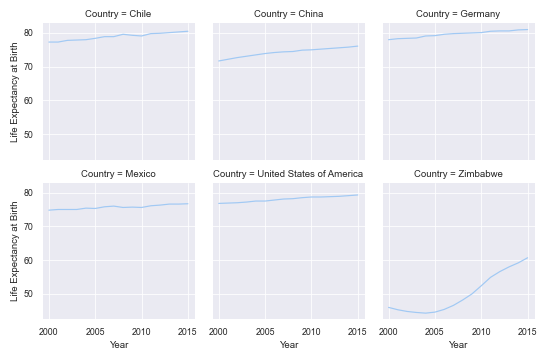 Country = Chile
Country = China
Country = Germany
Life Expectancy at Birth
80
70
60
50
Country = Mexico
Country = United States of America
Country = Zimbabwe
Life Expectancy at Birth
80
70
60
50
2000
2005
2010
2015
2000
2005
2010
2015
2000
2005
2010
2015
Year
Year
Year